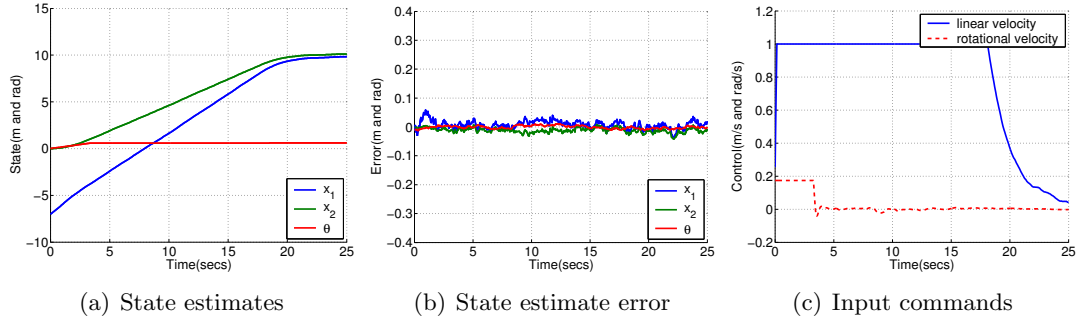 15
10
5
0
−5
−10
0 5 10 15 20 25
State(m and rad)
Time(secs)
x1
x2
θ
(a) State estimates
0.4
0.3
0.2
0.1
0
−0.1
−0.2
−0.3
−0.4
0 5 10 15 20 25
Error(m and rad)
Time(secs)
x1
x2
θ
(b) State estimate error
1.2
1
0.8
0.6
0.4
0.2
0
−0.2
0 5 10 15 20 25
Control(m/s and rad/s)
Time(secs)
linear velocity
rotational velocity
(c) Input commands